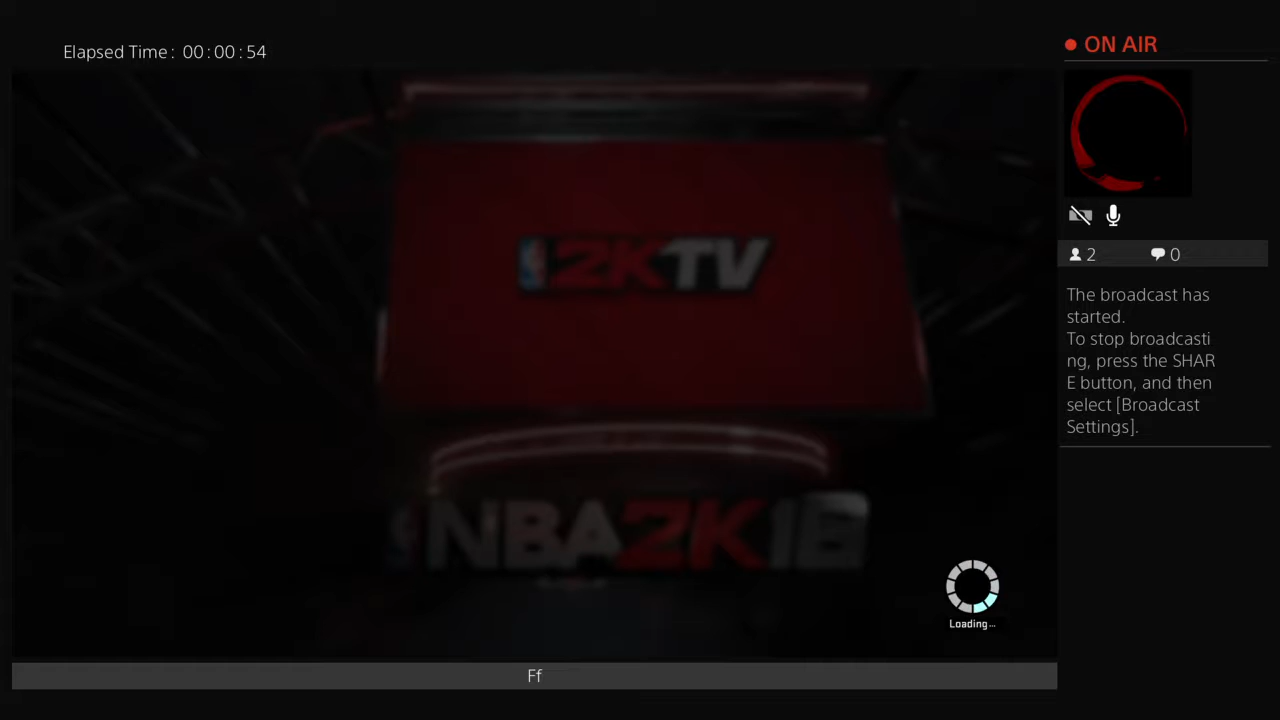 Elapsed Time: 00:00:54
ON AIR
2KTV
2
0
The broadcast has
started.
To stop broadcasti
ng, press the SHAR
E button, and then
select [Broadcast
Settings].
NBA2K18
Loading...
Ff